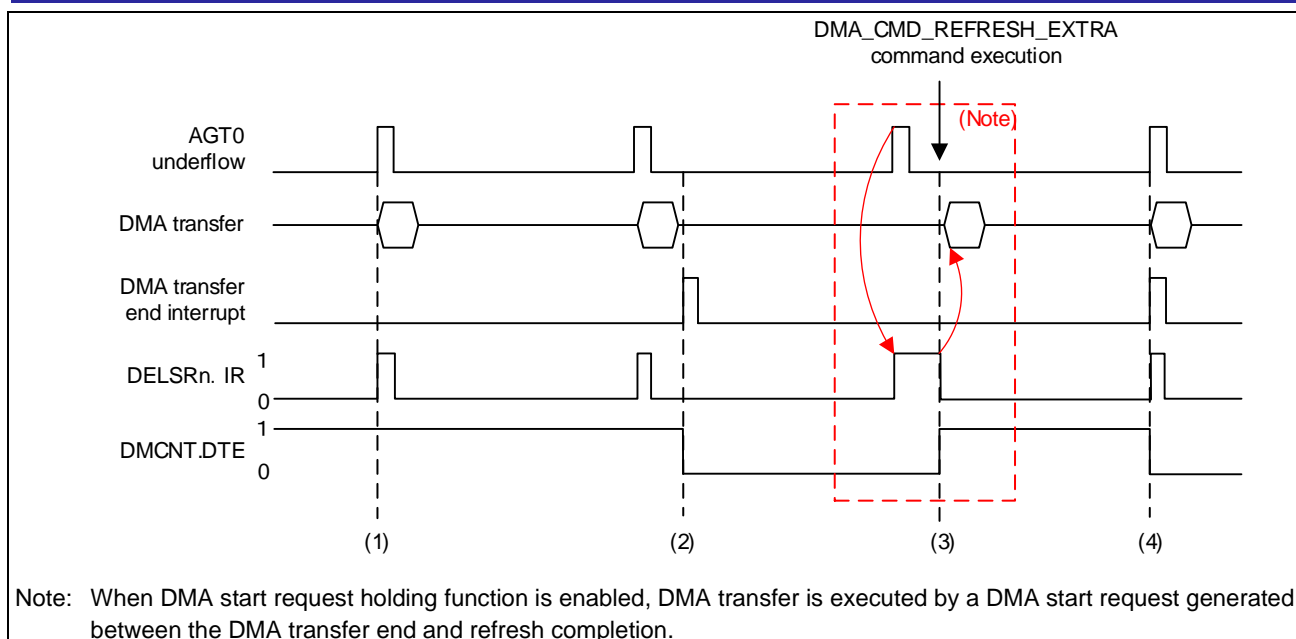 DMA_CMD_REFRESH_EXTRA
command execution
(Note)
AGT0
underflow
DMA transfer
DMA transfer
end interrupt
DELSRn. IR
1
0
DMCNT.DTE
1
0
(1)
(2)
(3)
(4)
Note: When DMA start request holding function is enabled, DMA transfer is executed by a DMA start request generated
between the DMA transfer end and refresh completion.